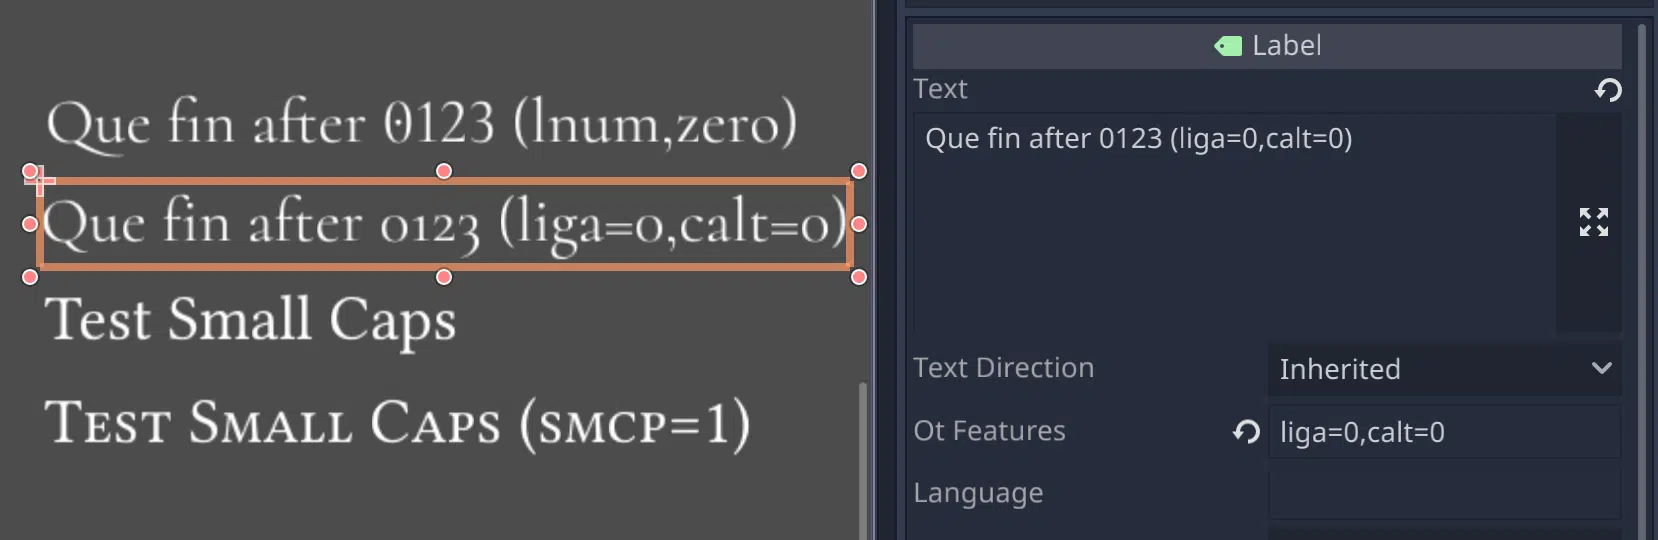 Que fin after 0123 (lnum,zero)
Que fin after 0123 (liga=0,calt=0)
Test Small Caps
Test Small Caps (smcp=1)
Label
Text
Que fin after 0123 (liga=0,calt=0)
Text Direction Inherited
Ot Features liga=0,calt=0
Language